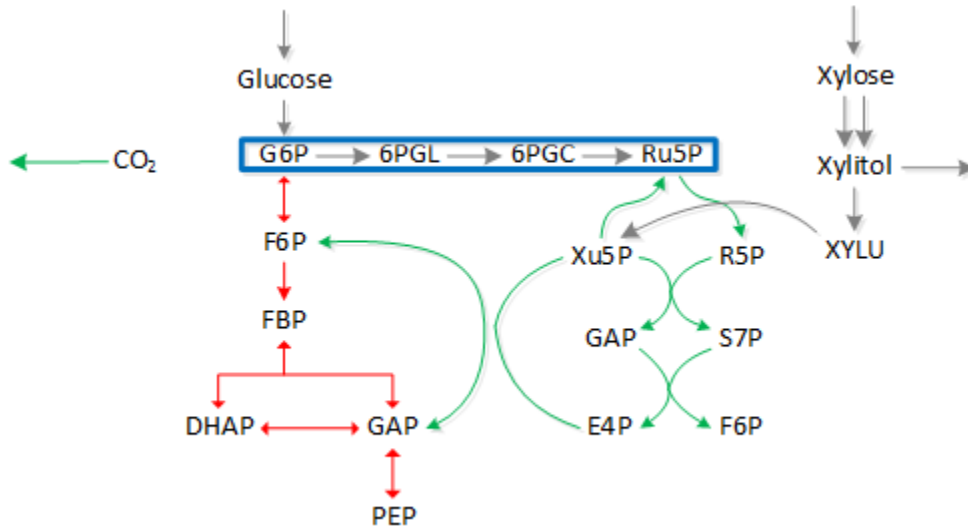 Glucose Xylose
CO₂ G6P 6PGL 6PGC Ru5P Xylitol
F6P Xu5P R5P XYLU
FBP GAP S7P
DHAP GAP E4P F6P
PEP